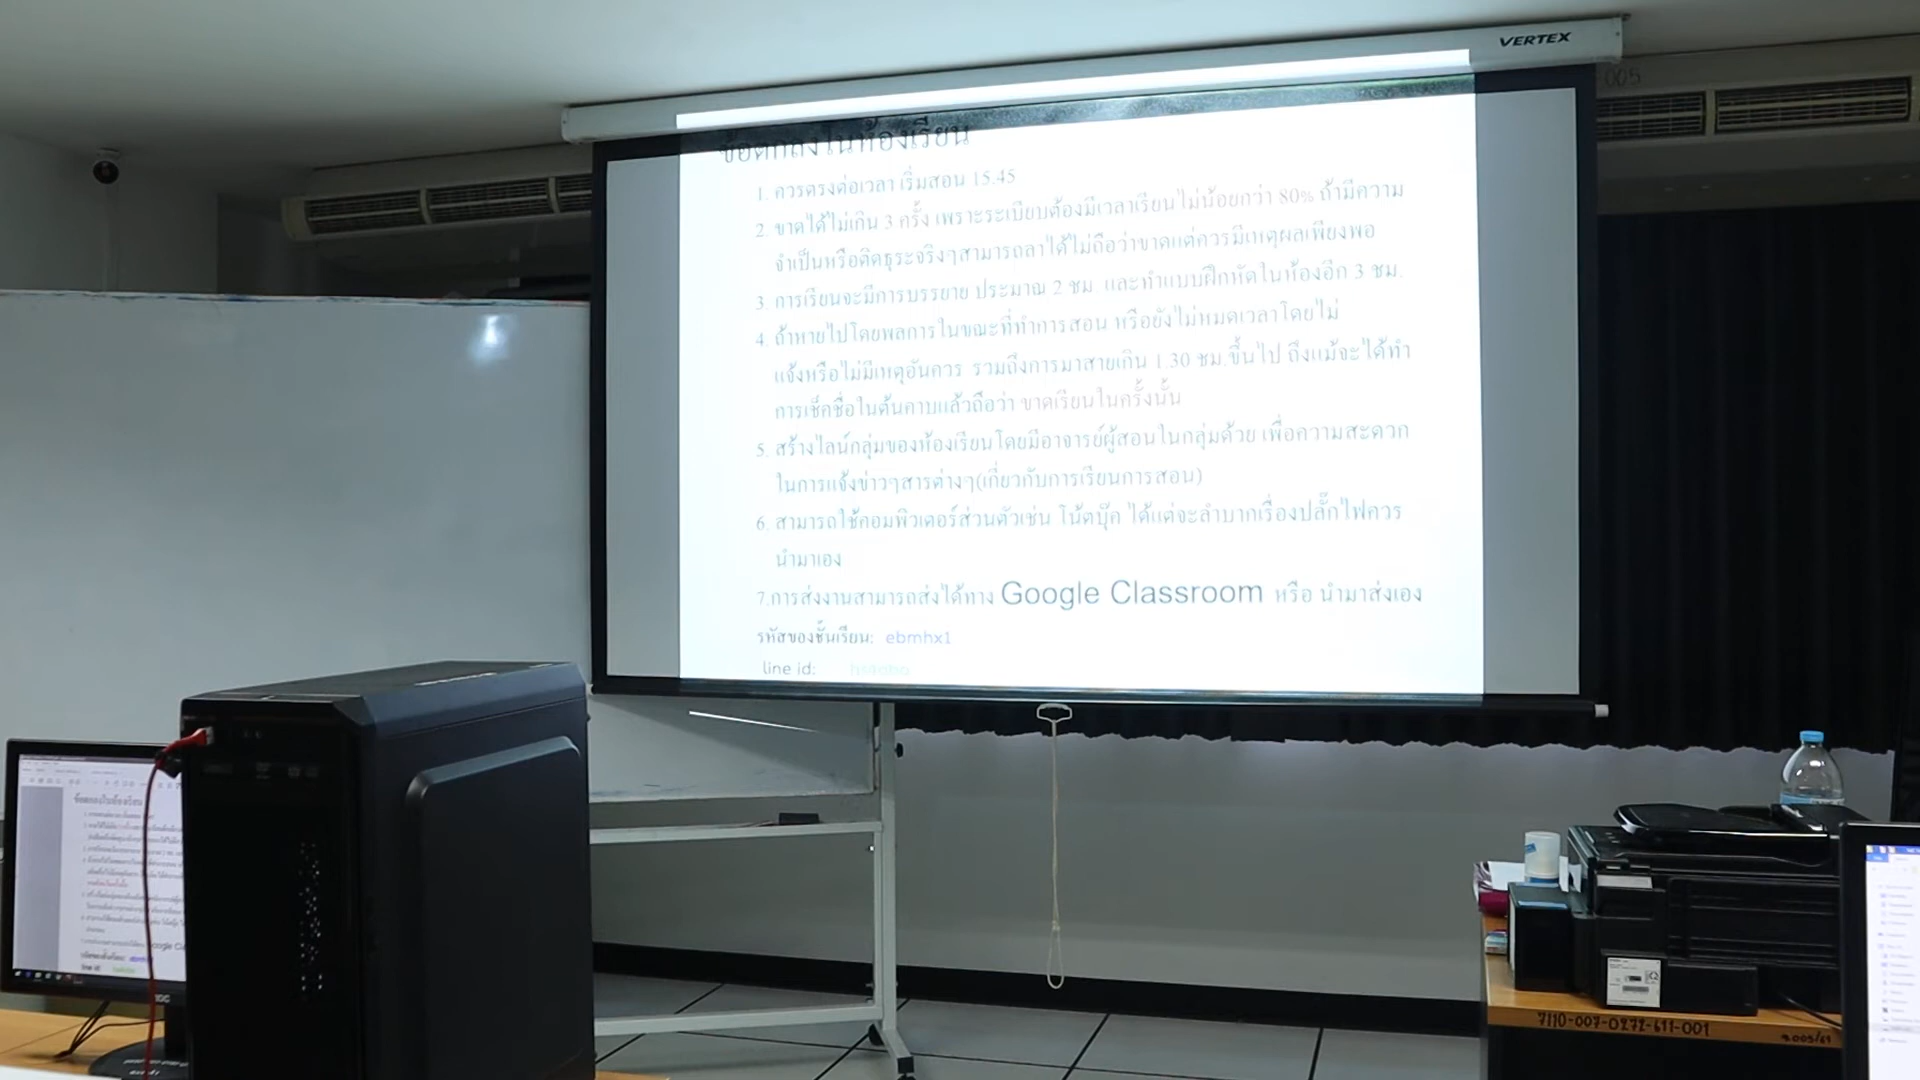 VERTEX
005
ข้อตกลงในห้องเรียน
1. ควรตรงต่อเวลา เริ่มสอน 15.45
2. ขาดได้ไม่เกิน 3 ครั้ง เพราะระเบียบต้องมีเวลาเรียนไม่น้อยกว่า 80% ถ้ามีความ
จำเป็นหรือติดธุระจริงๆสามารถลาได้ไม่ถือว่าขาดแต่ควรมีเหตุผลเพียงพอ
3. การเรียนจะมีการบรรยาย ประมาณ 2 ชม. และทำแบบฝึกหัดในห้องอีก 3 ชม.
4. ถ้าหายไปโดยพลการในขณะที่ทำการสอน หรือยังไม่หมดเวลาโดยไม่
แจ้งหรือไม่มีเหตุอันควร รวมถึงการมาสายเกิน 1.30 ชม.ขึ้นไป ถึงแม้จะได้ทำ
การเช็คชื่อในต้นคาบแล้วถือว่า ขาดเรียนในครั้งนั้น
5. สร้างไลน์กลุ่มของห้องเรียนโดยมีอาจารย์ผู้สอนในกลุ่มด้วย เพื่อความสะดวก
ในการแจ้งข่าวๆสารต่างๆ(เกี่ยวกับการเรียนการสอน)
6. สามารถใช้คอมพิวเตอร์ส่วนตัวเช่น โน้ตบุ๊ค ได้แต่จะลำบากเรื่องปลั๊กไฟควร
นำมาเอง
7.การส่งงานสามารถส่งได้ทาง Google Classroom หรือ นำมาส่งเอง
รหัสของชั้นเรียน: ebmhx1
line id:
7110-007-0272-611-001
ว.005/61
AOC